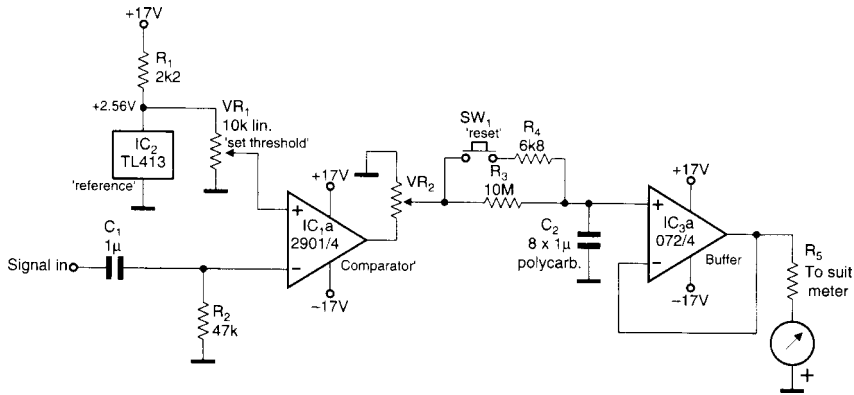 +17V
R1
2k2
+2.56V
VR1
10k lin.
'set threshold'
IC2
TL413
'reference'
C1
1µ
Signal in
R2
47k
+
−
+17V
IC1a
2901/4
Comparator'
−17V
VR2
SW1
'reset'
R4
6k8
R3
10M
C2
8 x 1µ
polycarb.
+
−
+17V
IC3a
072/4
Buffer
−17V
R5
To suit
meter
+